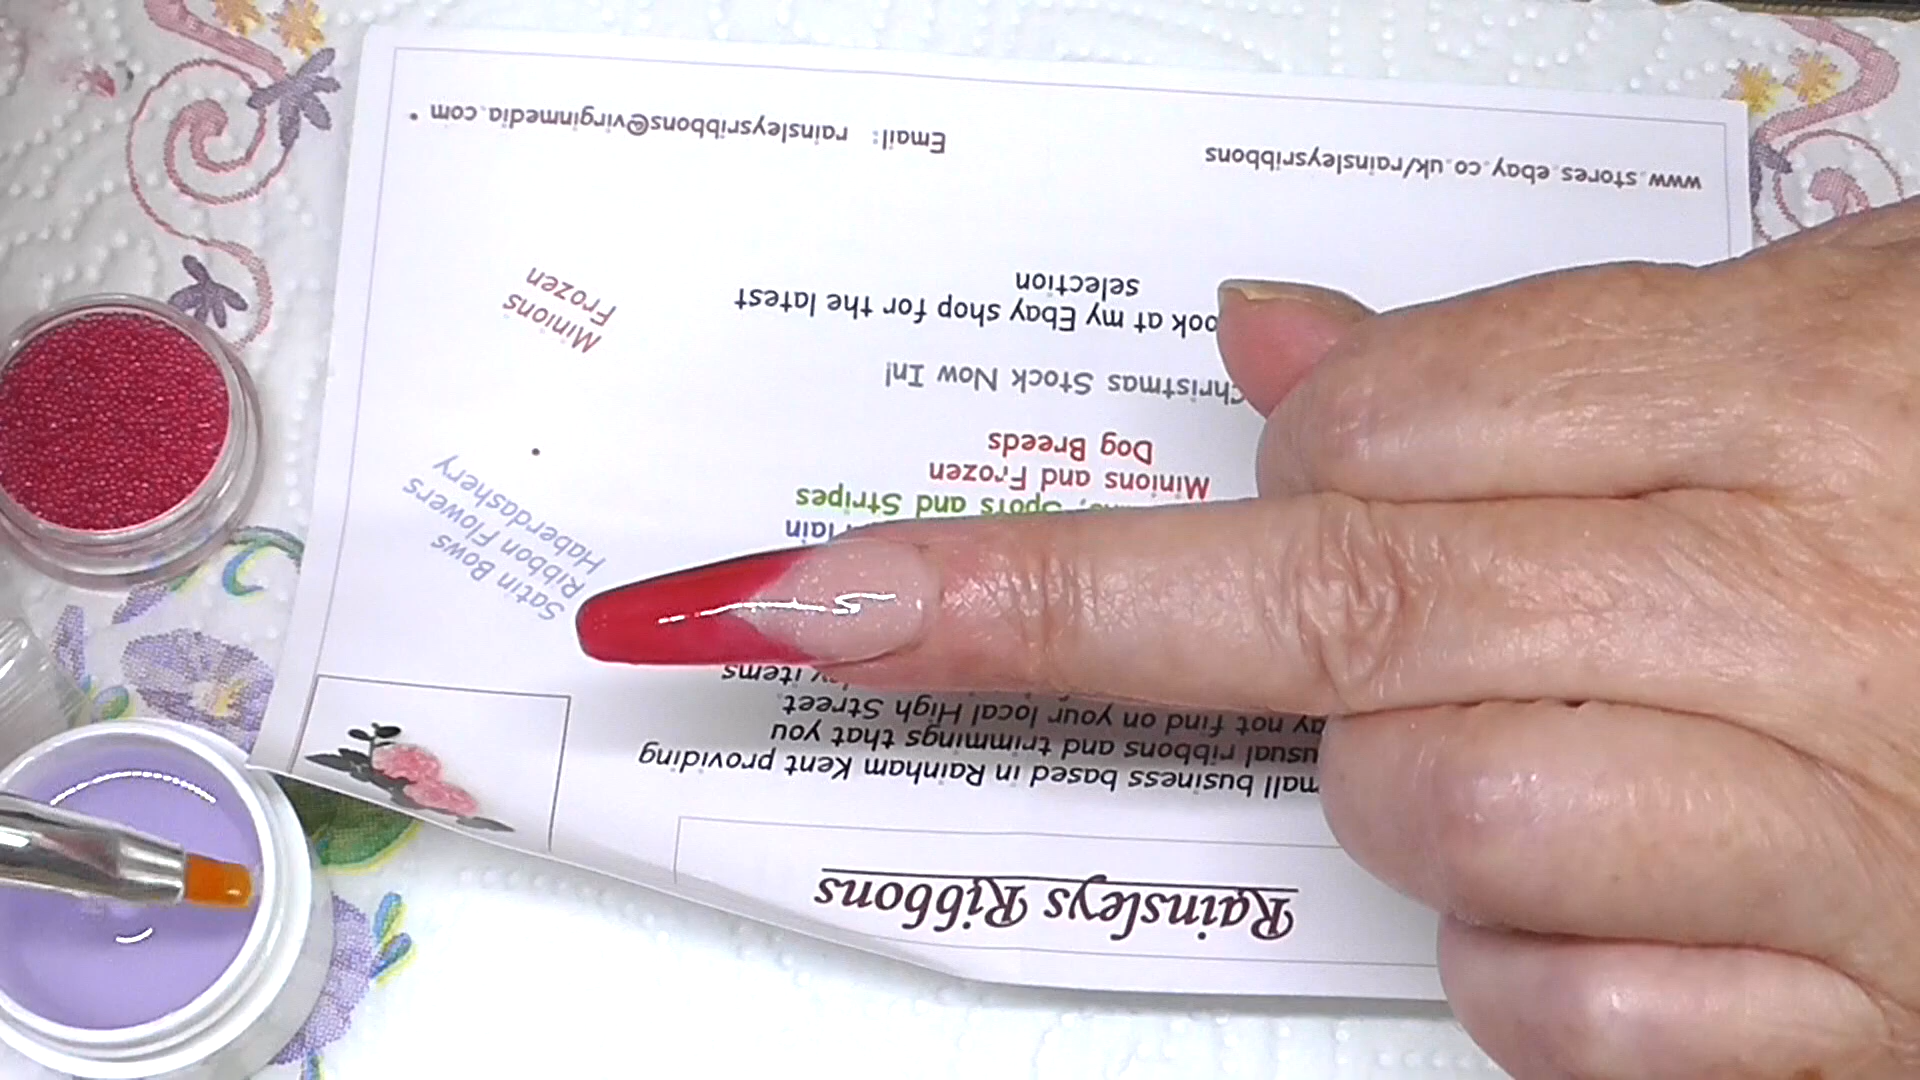 Rainsleys Ribbons
mall business based in Rainham Kent providing
usual ribbons and trimmings that you
ay not find on your local High Street.
items
Satin Bows
Ribbon Flowers
Haberdashery
lain
Spots and Stripes
Minions and Frozen
Dog Breeds
Christmas Stock Now In!
ook at my Ebay shop for the latest
selection
Minions
Frozen
www.stores.ebay.co.uk/rainsleysribbons
Email: rainsleysribbons@virginmedia.com